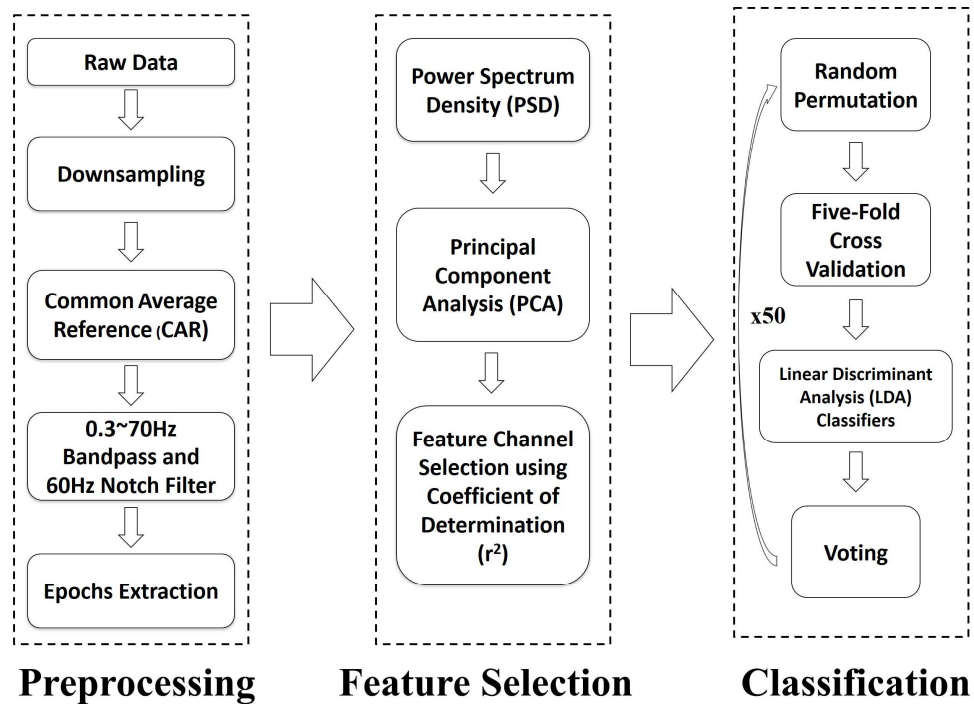 Raw Data
Downsampling
Common Average
Reference (CAR)
0.3~70Hz
Bandpass and
60Hz Notch Filter
Epochs Extraction
Preprocessing
Power Spectrum
Density (PSD)
Principal
Component
Analysis (PCA)
Feature Channel
Selection using
Coefficient of
Determination
(r²)
Feature Selection
Random
Permutation
Five-Fold
Cross
Validation
x50
Linear Discriminant
Analysis (LDA)
Classifiers
Voting
Classification